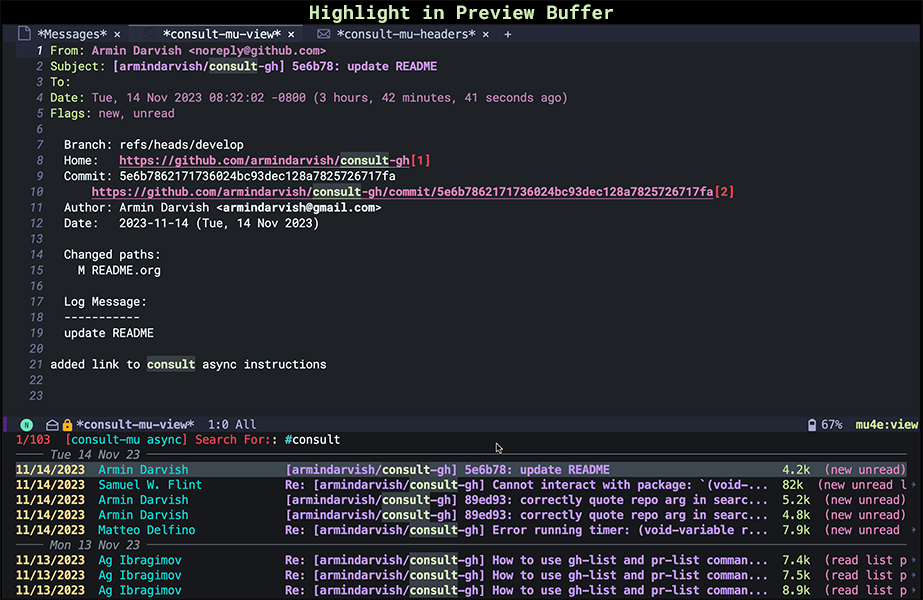 Highlight in Preview Buffer
*Messages* × *consult-mu-view* × *consult-mu-headers* × +
1 From: Armin Darvish <noreply@github.com>
2 Subject: [armindarvish/consult-gh] 5e6b78: update README
3 To:
4 Date: Tue, 14 Nov 2023 08:32:02 -0800 (3 hours, 42 minutes, 41 seconds ago)
5 Flags: new, unread
6
7 Branch: refs/heads/develop
8 Home: https://github.com/armindarvish/consult-gh[1]
9 Commit: 5e6b7862171736024bc93dec128a7825726717fa
10 https://github.com/armindarvish/consult-gh/commit/5e6b7862171736024bc93dec128a7825726717fa[2]
11 Author: Armin Darvish <armindarvish@gmail.com>
12 Date: 2023-11-14 (Tue, 14 Nov 2023)
13
14 Changed paths:
15 M README.org
16
17 Log Message:
18 -----------
19 update README
20
21 added link to consult async instructions
22
23
N *consult-mu-view* 1:0 All 67% mu4e:view
1/103 [consult-mu async] Search For:: #consult
Tue 14 Nov 23
11/14/2023 Armin Darvish [armindarvish/consult-gh] 5e6b78: update README 4.2k (new unread)
11/14/2023 Samuel W. Flint Re: [armindarvish/consult-gh] Cannot interact with package: `(void-... 82k (new unread l
11/14/2023 Armin Darvish [armindarvish/consult-gh] 89ed93: correctly quote repo arg in searc... 5.2k (new unread)
11/14/2023 Armin Darvish [armindarvish/consult-gh] 89ed93: correctly quote repo arg in searc... 4.8k (new unread)
11/14/2023 Matteo Delfino Re: [armindarvish/consult-gh] Error running timer: (void-variable r... 7.9k (new unread
Mon 13 Nov 23
11/13/2023 Ag Ibragimov Re: [armindarvish/consult-gh] How to use gh-list and pr-list comman... 7.4k (read list p
11/13/2023 Ag Ibragimov Re: [armindarvish/consult-gh] How to use gh-list and pr-list comman... 7.5k (read list p
11/13/2023 Ag Ibragimov Re: [armindarvish/consult-gh] How to use gh-list and pr-list comman... 8.9k (read list p